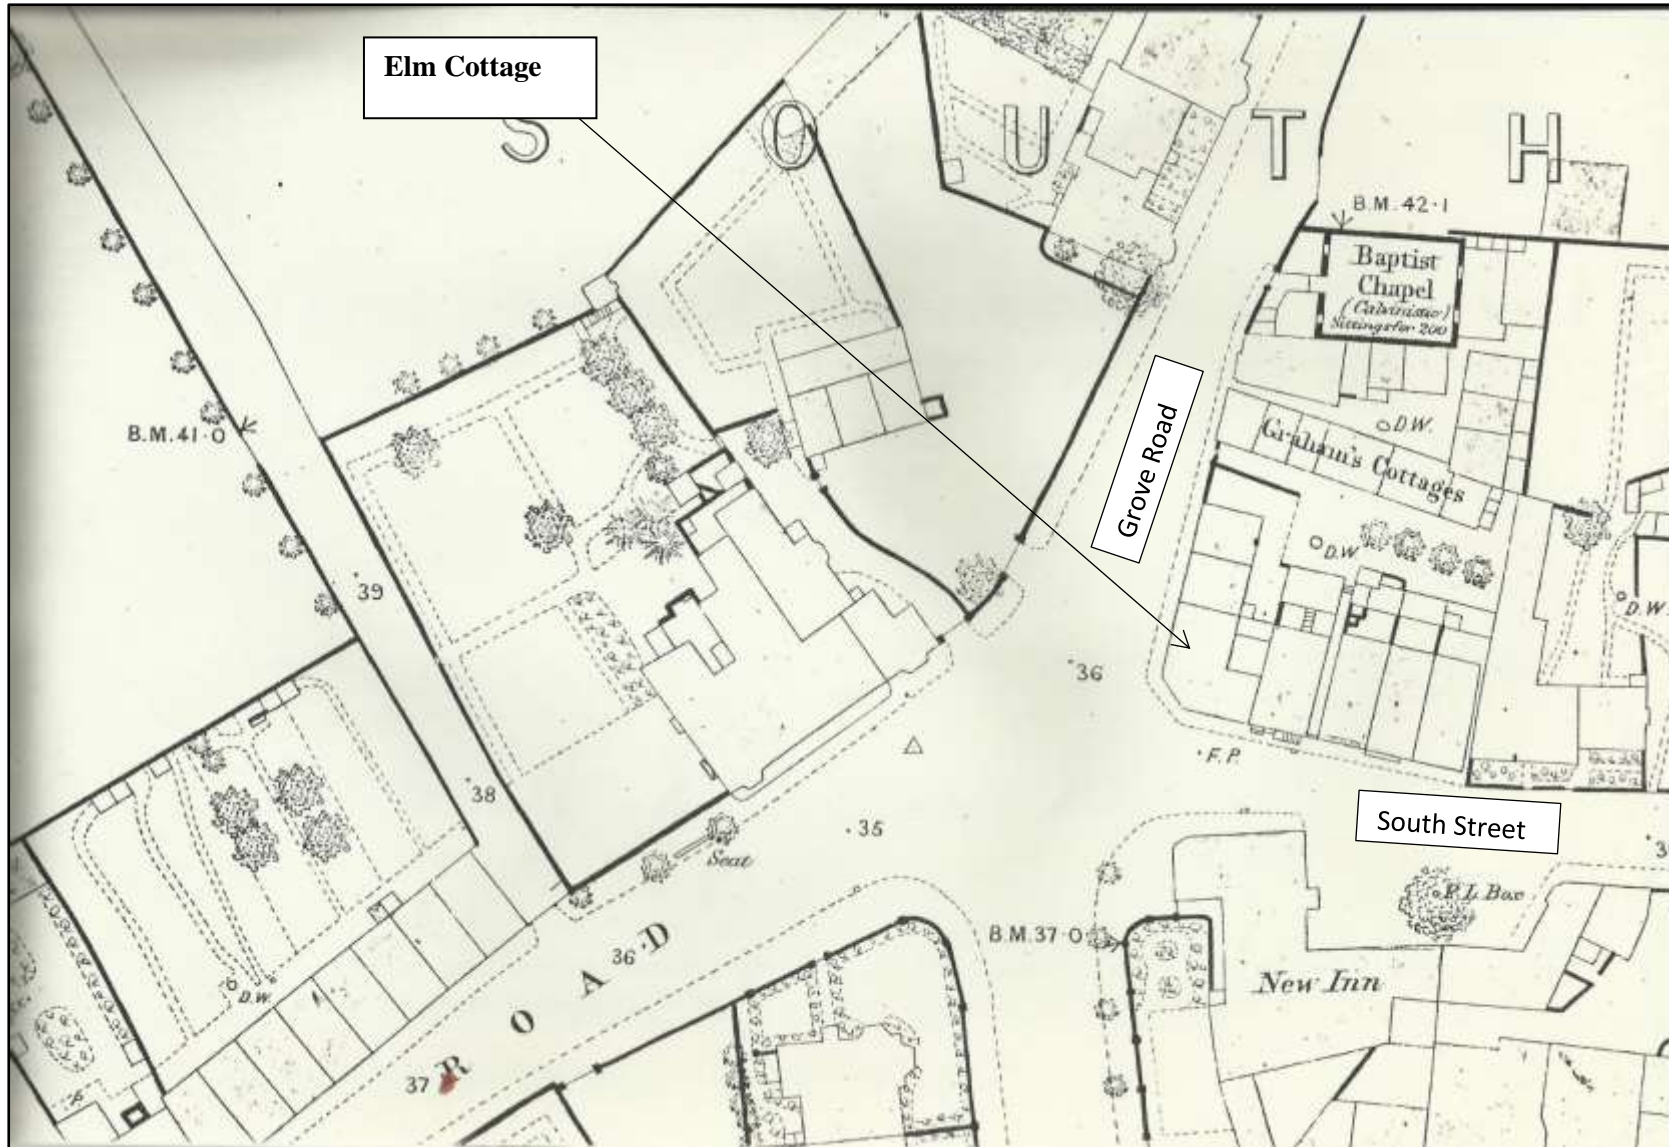 Elm Cottage
S O U T H
B.M. 42·1
Baptist
Chapel
(Calvinistic)
Sittings for 200
B.M. 41·0
Grove Road
D.W.
Graham's Cottages
D.W
39
D.W.
36
F.P.
38
35
South Street
Seat
P.L. Box
36
B.M. 37·0
New Inn
D.W.
ROAD
37